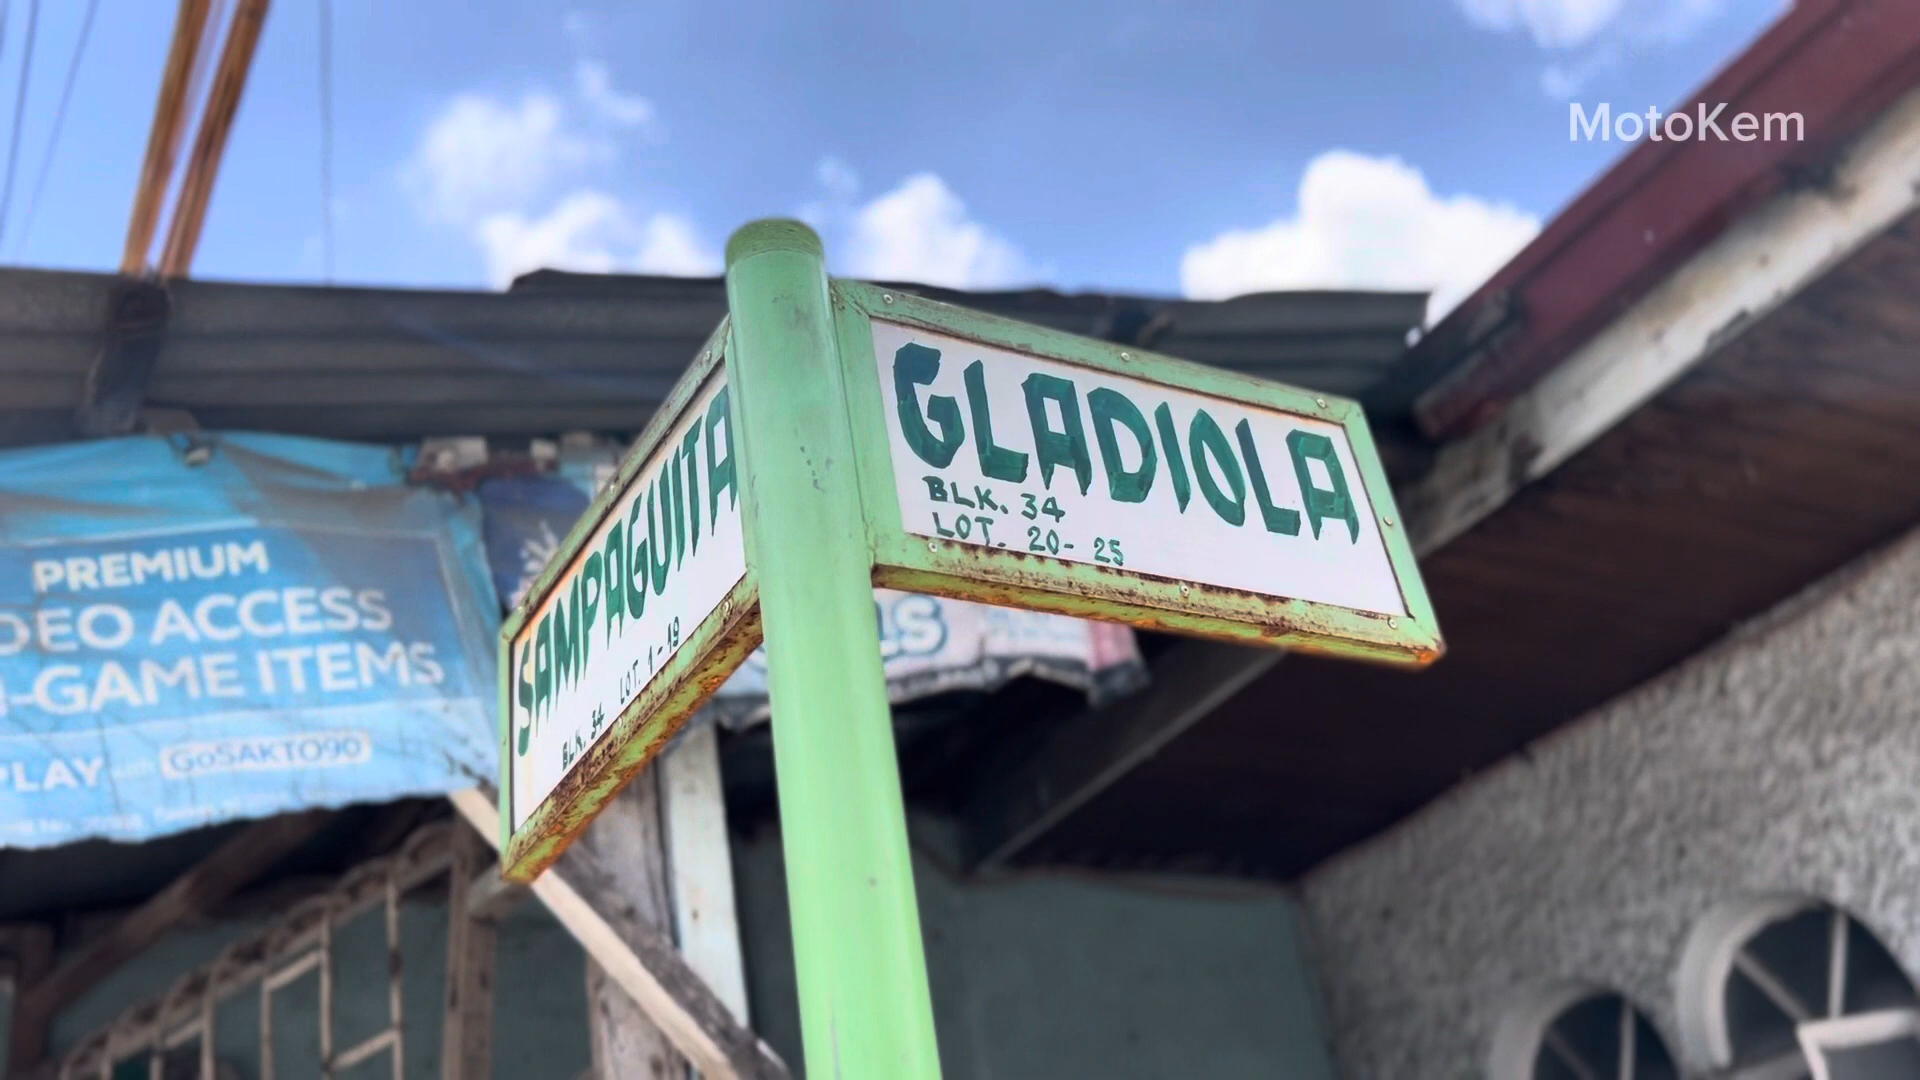 MotoKem
GLADIOLA
BLK. 34
LOT. 20- 25
SAMPAGUITA
BLK. 34 LOT. 1-19
PREMIUM
DEO ACCESS
-GAME ITEMS
PLAY with GoSAKTO90